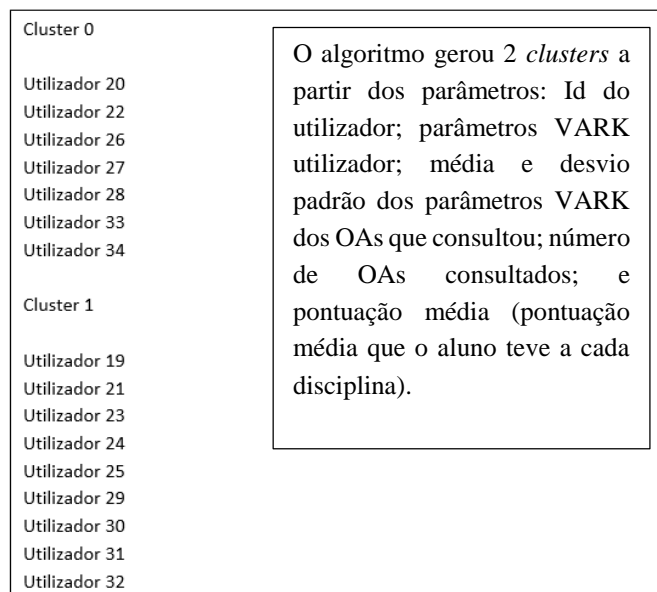 Cluster 0
Utilizador 20
Utilizador 22
Utilizador 26
Utilizador 27
Utilizador 28
Utilizador 33
Utilizador 34
Cluster 1
Utilizador 19
Utilizador 21
Utilizador 23
Utilizador 24
Utilizador 25
Utilizador 29
Utilizador 30
Utilizador 31
Utilizador 32
O algoritmo gerou 2 clusters a
partir dos parâmetros: Id do
utilizador; parâmetros VARK
utilizador; média e desvio
padrão dos parâmetros VARK
dos OAs que consultou; número
de OAs consultados; e
pontuação média (pontuação
média que o aluno teve a cada
disciplina).